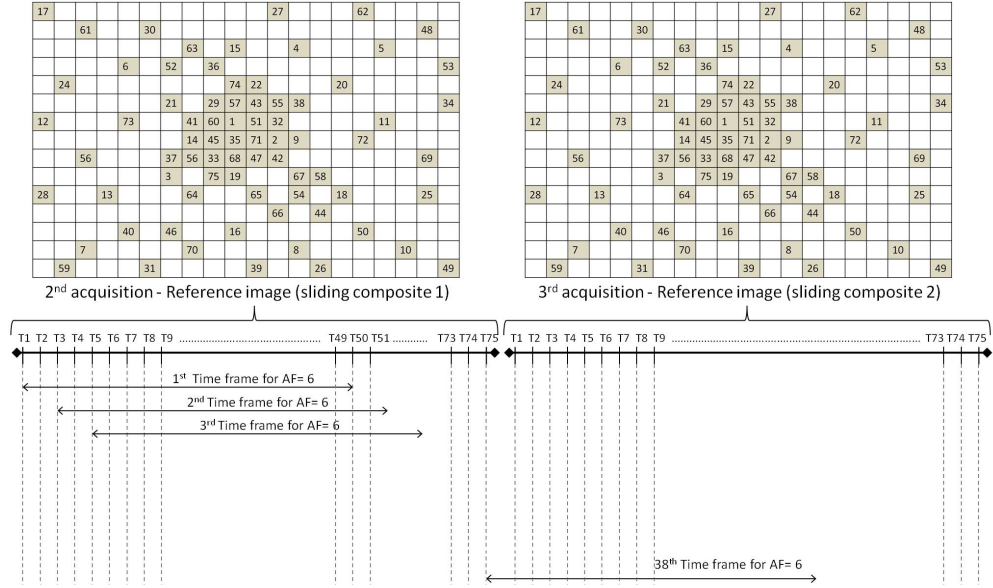 17 27 62
61 30 48
63 15 4 5
6 52 36 53
24 74 22 20
21 29 57 43 55 38 34
12 73 41 60 1 51 32 11
14 45 35 71 2 9 72
56 37 56 33 68 47 42 69
3 75 19 67 58
28 13 64 65 54 18 25
66 44
40 46 16 50
7 70 8 10
59 31 39 26 49
2nd acquisition - Reference image (sliding composite 1)
17 27 62
61 30 48
63 15 4 5
6 52 36 53
24 74 22 20
21 29 57 43 55 38 34
12 73 41 60 1 51 32 11
14 45 35 71 2 9 72
56 37 56 33 68 47 42 69
3 75 19 67 58
28 13 64 65 54 18 25
66 44
40 46 16 50
7 70 8 10
59 31 39 26 49
3rd acquisition - Reference image (sliding composite 2)
T1 T2 T3 T4 T5 T6 T7 T8 T9 ........................................ T49 T50 T51 ........... T73 T74 T75
T1 T2 T3 T4 T5 T6 T7 T8 T9 ...................................................................... T73 T74 T75
1st Time frame for AF= 6
2nd Time frame for AF= 6
3rd Time frame for AF= 6
38th Time frame for AF= 6